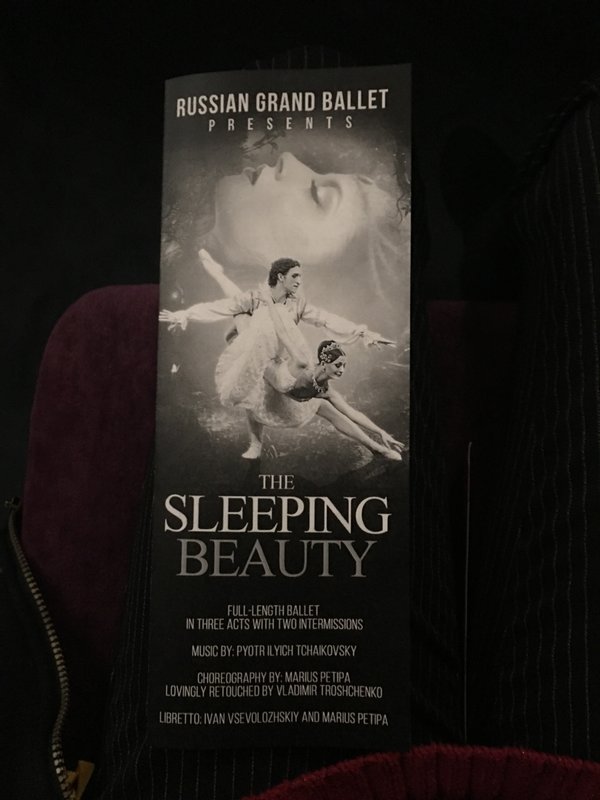 RUSSIAN GRAND BALLET
PRESENTS
THE
SLEEPING
BEAUTY
FULL-LENGTH BALLET
IN THREE ACTS WITH TWO INTERMISSIONS
MUSIC BY: PYOTR ILYICH TCHAIKOVSKY
CHOREOGRAPHY BY: MARIUS PETIPA
LOVINGLY RETOUCHED BY VLADIMIR TROSHCHENKO
LIBRETTO: IVAN VSEVOLOZHSKIY AND MARIUS PETIPA